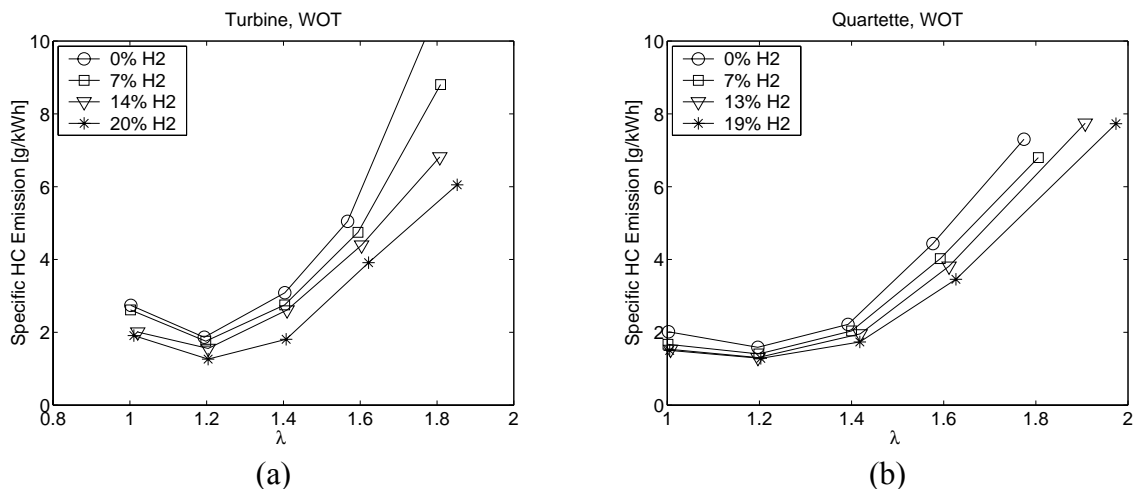 Turbine, WOT
10
8
6
4
2
0
Specific HC Emission [g/kWh]
0% H2
7% H2
14% H2
20% H2
0.8 1 1.2 1.4 1.6 1.8 2
λ
(a)
Quartette, WOT
10
8
6
4
2
0
Specific HC Emission [g/kWh]
0% H2
7% H2
13% H2
19% H2
1 1.2 1.4 1.6 1.8 2
λ
(b)